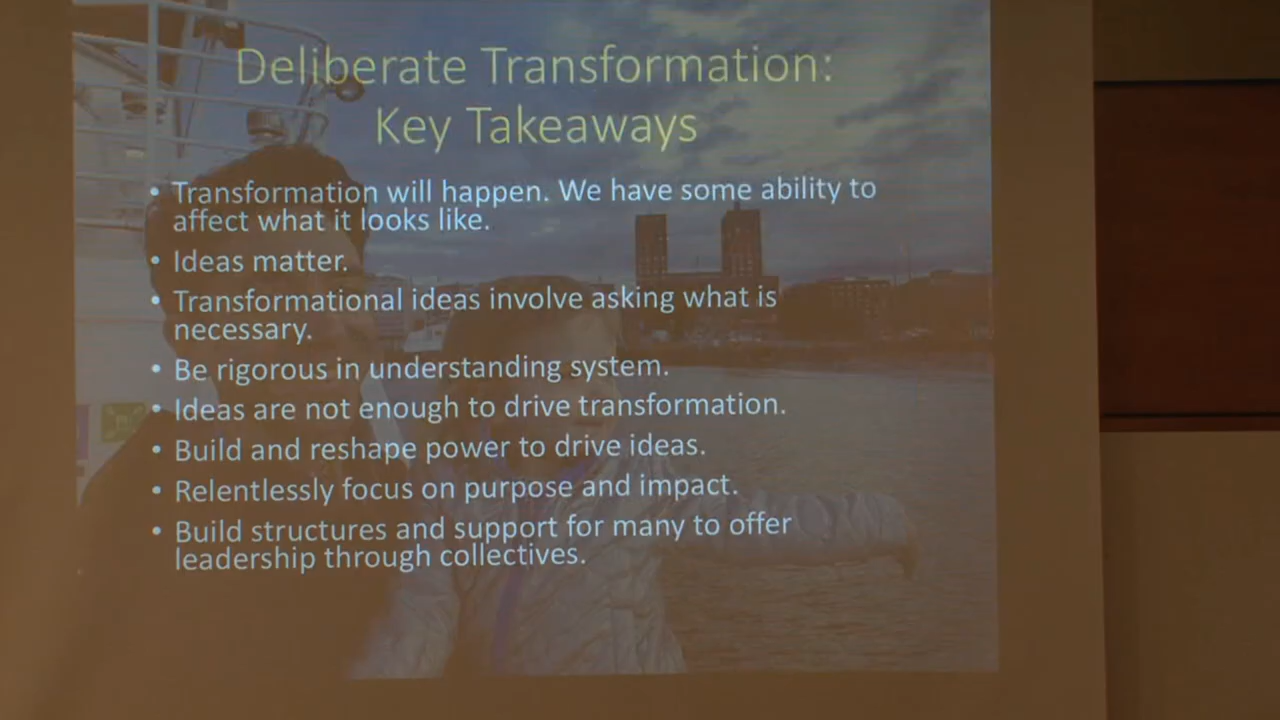 Deliberate Transformation:
Key Takeaways
• Transformation will happen. We have some ability to
affect what it looks like.
• Ideas matter.
• Transformational ideas involve asking what is
necessary.
• Be rigorous in understanding system.
• Ideas are not enough to drive transformation.
• Build and reshape power to drive ideas.
• Relentlessly focus on purpose and impact.
• Build structures and support for many to offer
leadership through collectives.